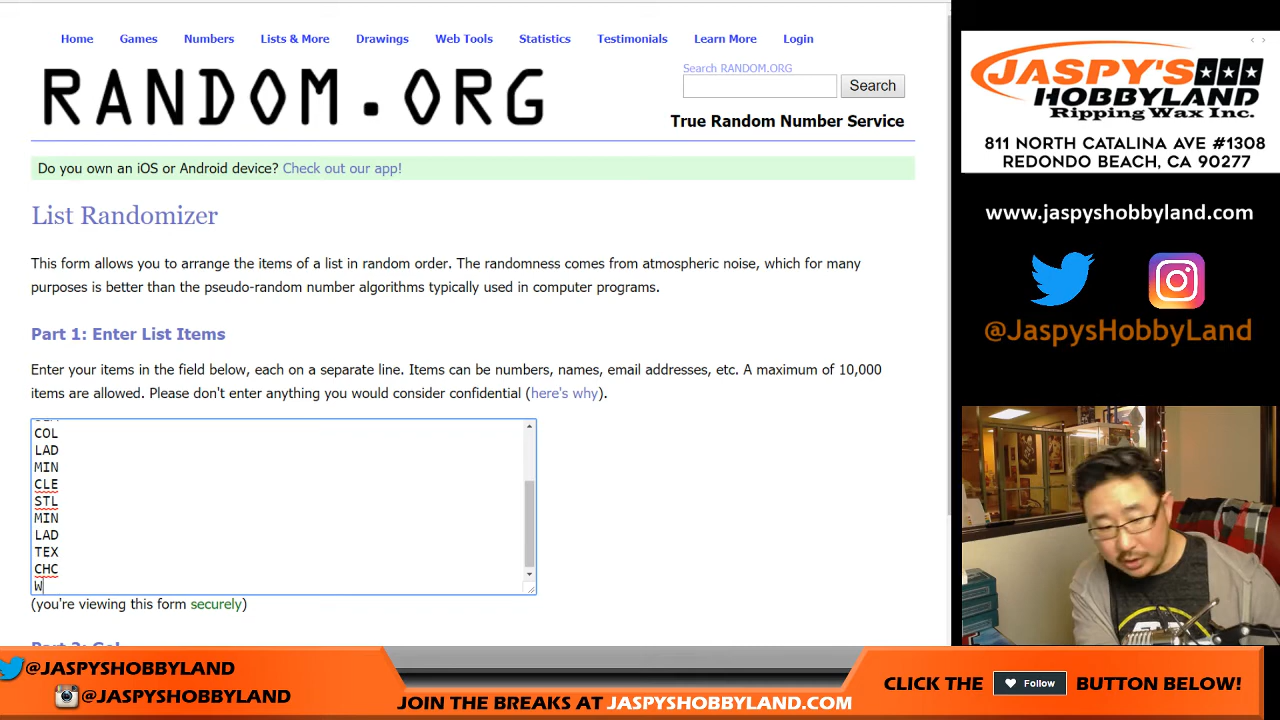 Home Games Numbers Lists & More Drawings Web Tools Statistics Testimonials Learn More Login
RANDOM.ORG
Search RANDOM.ORG
Search
True Random Number Service
Do you own an iOS or Android device? Check out our app!
List Randomizer
This form allows you to arrange the items of a list in random order. The randomness comes from atmospheric noise, which for many
purposes is better than the pseudo-random number algorithms typically used in computer programs.
Part 1: Enter List Items
Enter your items in the field below, each on a separate line. Items can be numbers, names, email addresses, etc. A maximum of 10,000
items are allowed. Please don't enter anything you would consider confidential (here's why).
COL
LAD
MIN
CLE
STL
MIN
LAD
TEX
CHC
W
(you're viewing this form securely)
JASPY'S
HOBBYLAND
Ripping Wax Inc.
811 NORTH CATALINA AVE #1308
REDONDO BEACH, CA 90277
www.jaspyshobbyland.com
@JaspysHobbyLand
@JASPYSHOBBYLAND
@JASPYSHOBBYLAND
JOIN THE BREAKS AT JASPYSHOBBYLAND.COM
CLICK THE Follow BUTTON BELOW!